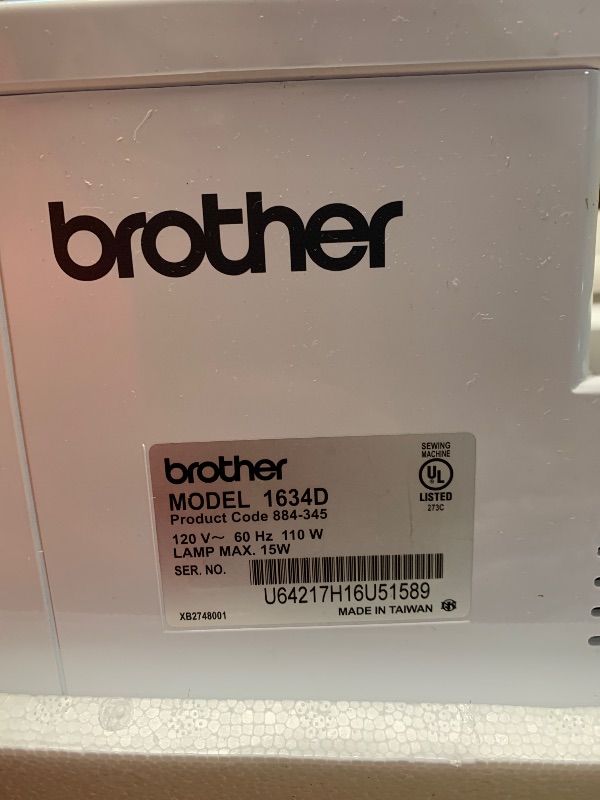 brother
brother
MODEL 1634D
Product Code 884-345
120 V~ 60 Hz 110 W
LAMP MAX. 15W
SER. NO.
U64217H16U51589
MADE IN TAIWAN
XB2748001
SEWING
MACHINE
UL
LISTED
273C